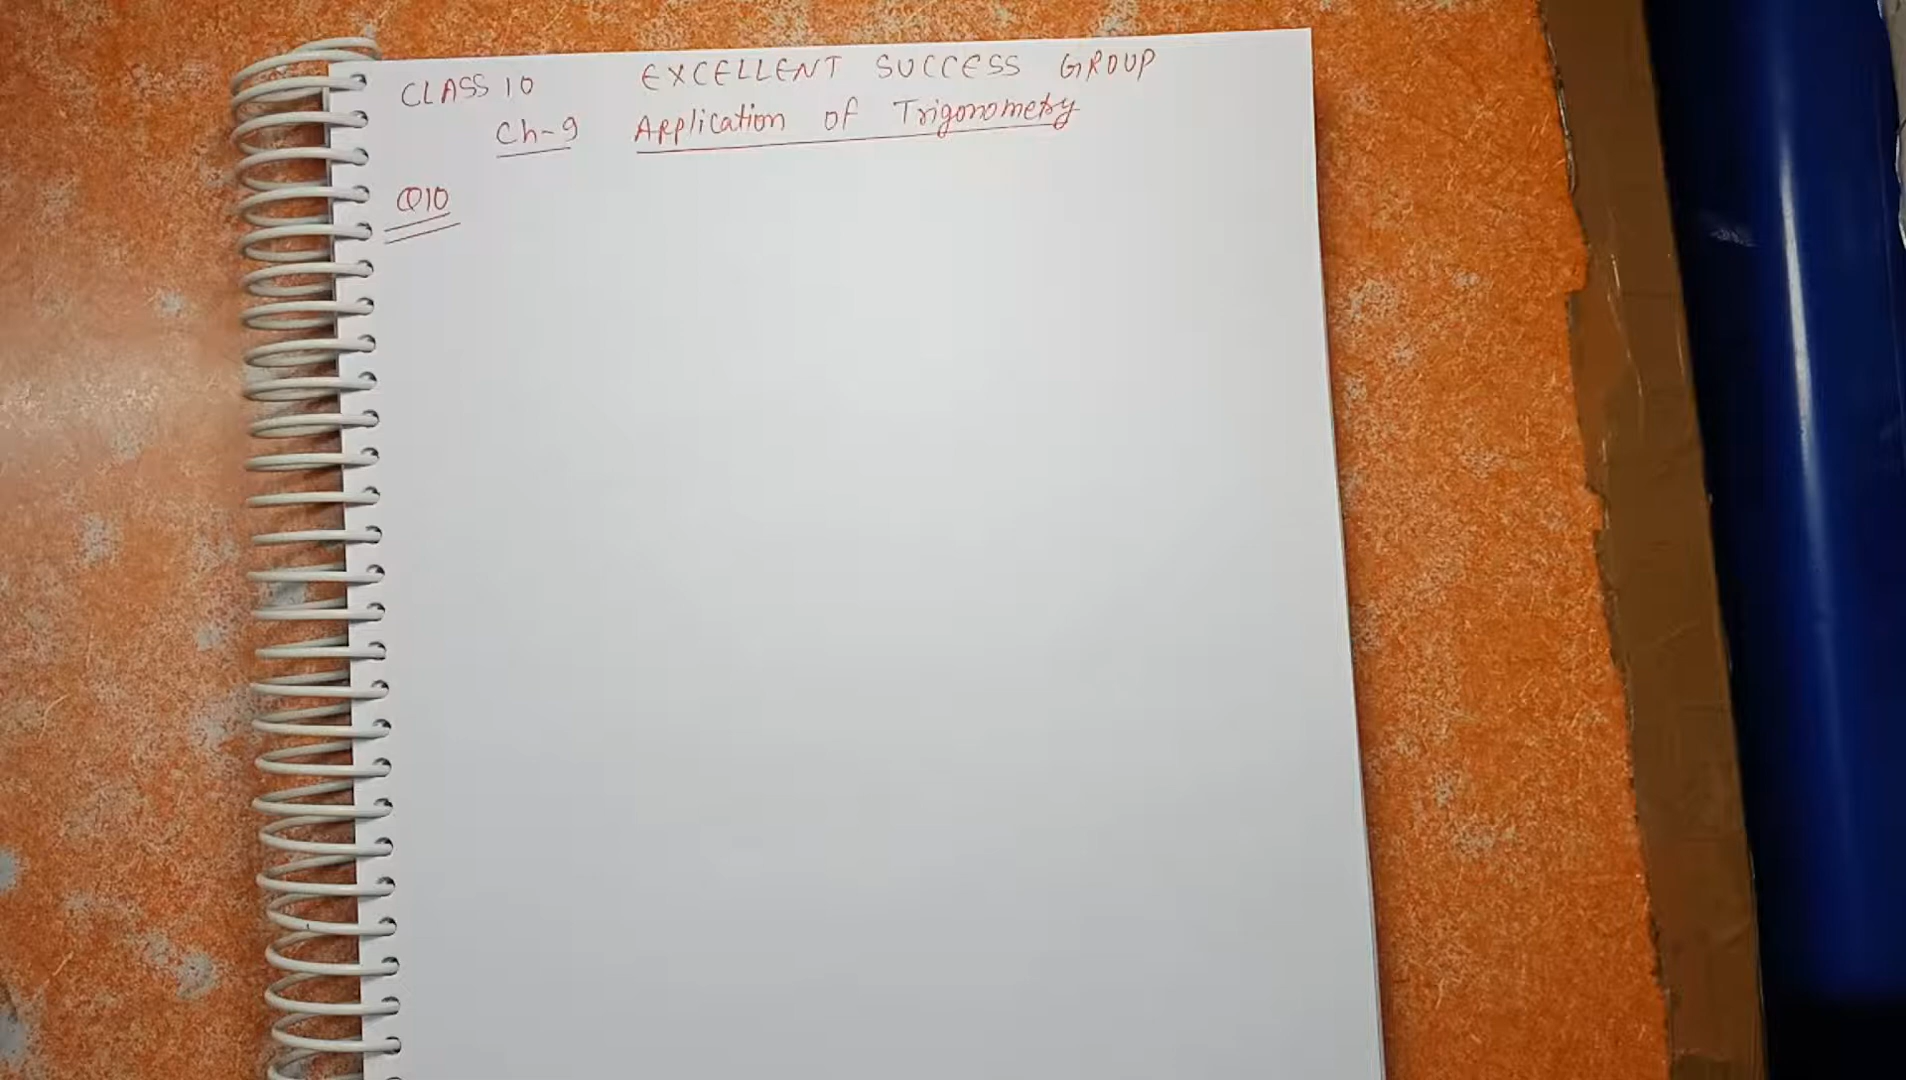 CLASS 10 EXCELLENT SUCCESS GROUP
Ch-9 Application of Trigonometry
Q10